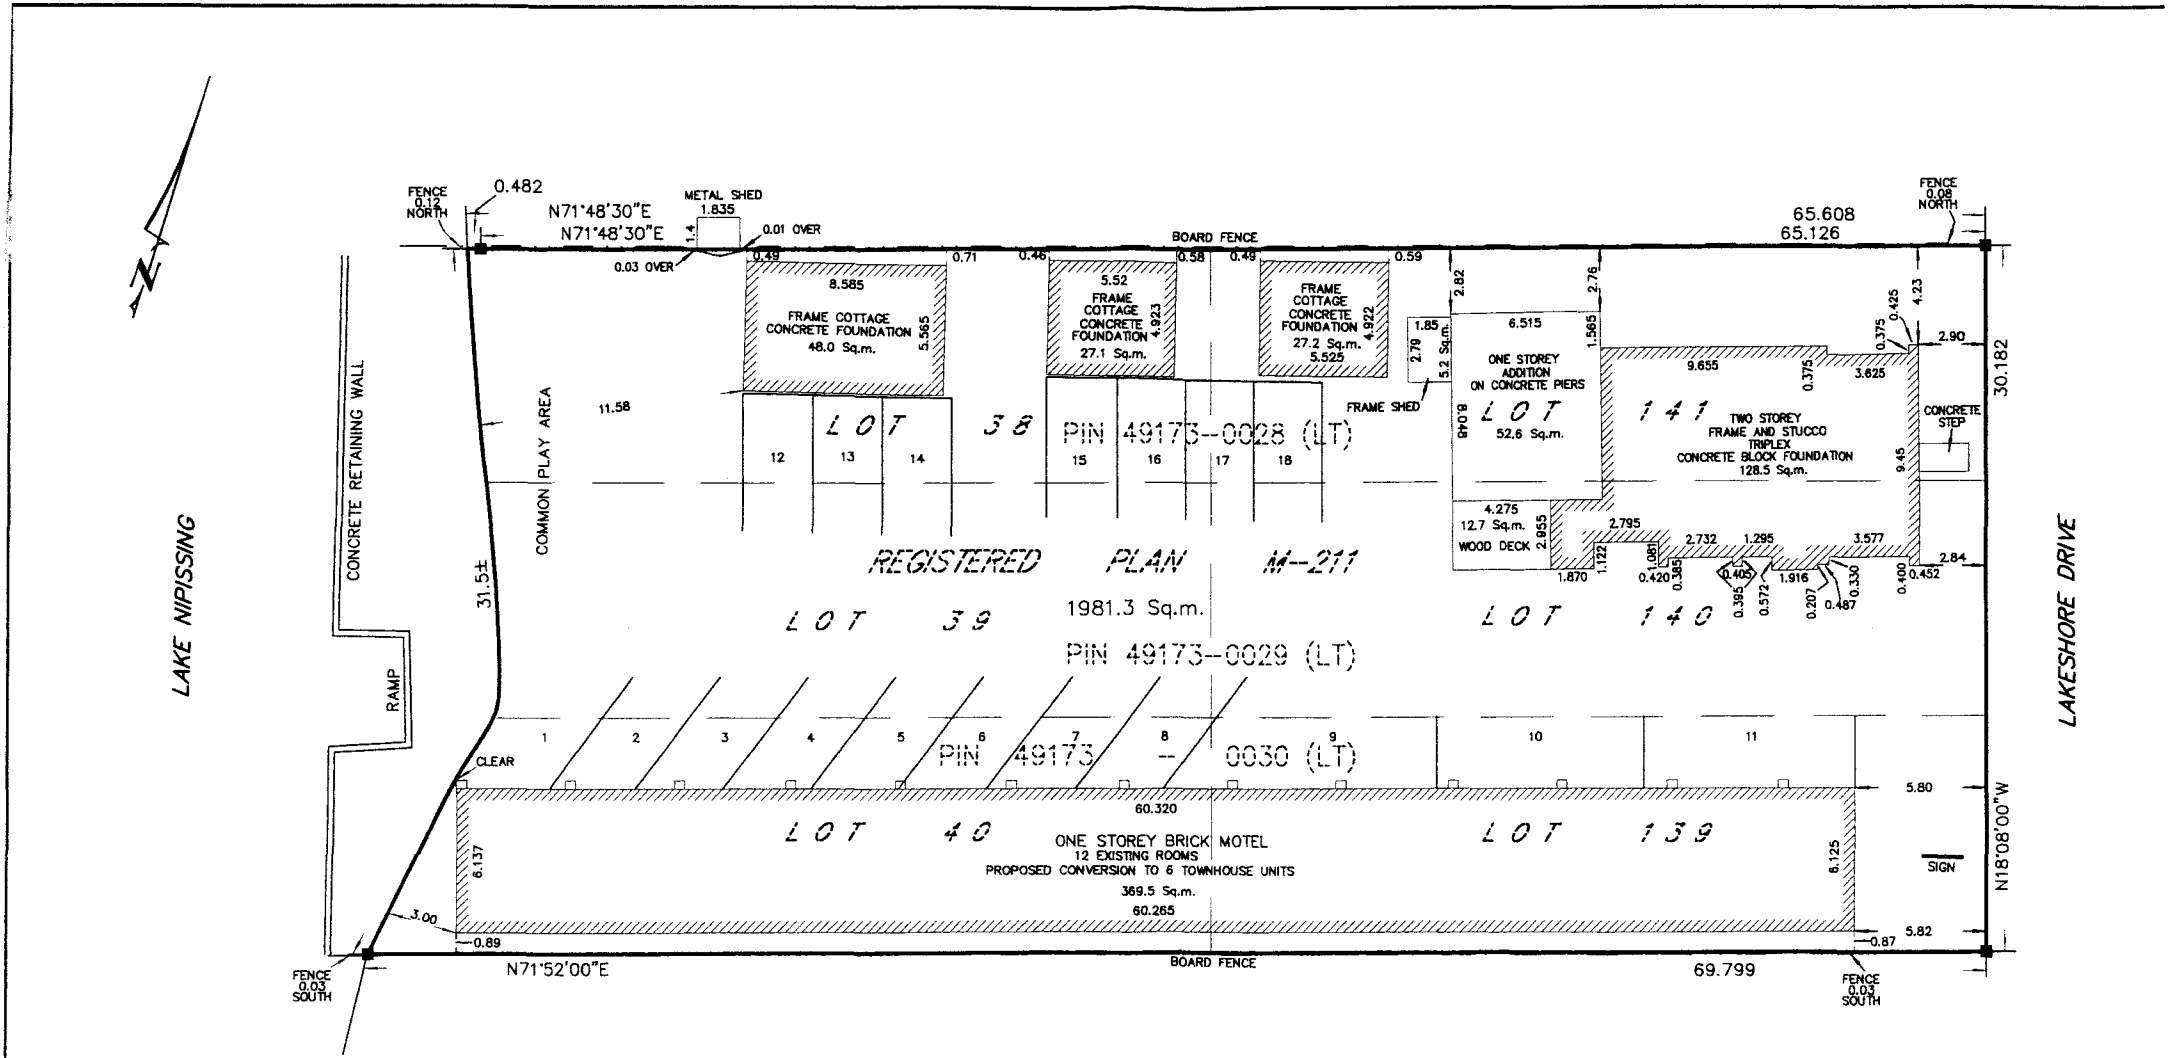 FENCE
0.12
NORTH
0.482
N71°48'30"E
N71°48'30"E
METAL SHED
1.835
1.4
0.01 OVER
0.03 OVER
BOARD FENCE
65.608
65.126
FENCE
0.08
NORTH
0.49
0.71
0.46
0.58
0.49
0.59
2.82
2.76
4.23
0.425
0.375
2.90
30.182
8.585
FRAME COTTAGE
CONCRETE FOUNDATION
48.0 Sq.m.
5.565
5.52
FRAME
COTTAGE
CONCRETE
FOUNDATION
27.1 Sq.m.
4.923
FRAME
COTTAGE
CONCRETE
FOUNDATION
27.2 Sq.m.
5.525
4.922
1.85
2.79
5.2 Sq.m.
FRAME SHED
6.515
1.565
ONE STOREY
ADDITION
ON CONCRETE PIERS
8.048
52.6 Sq.m.
9.655
0.375
3.625
LOT 141
TWO STOREY
FRAME AND STUCCO
TRIPLEX
CONCRETE BLOCK FOUNDATION
128.5 Sq.m.
9.45
CONCRETE
STEP
N
LAKE NIPISSING
CONCRETE RETAINING WALL
RAMP
31.5±
COMMON PLAY AREA
11.58
LOT 38
PIN 49173-0028 (LT)
12
13
14
15
16
17
18
4.275
12.7 Sq.m.
WOOD DECK
2.955
2.795
2.732
1.295
3.577
2.84
1.870
1.122
1.081
0.420
0.385
0.405
0.395
0.572
1.916
0.207
0.487
0.330
0.400
0.452
REGISTERED PLAN M-211
1981.3 Sq.m.
LOT 39
LOT 140
PIN 49173-0029 (LT)
LAKESHORE DRIVE
1
2
3
4
5
6
7
8
9
10
11
PIN 49173 - 0030 (LT)
CLEAR
5.80
60.320
LOT 40
LOT 139
ONE STOREY BRICK MOTEL
12 EXISTING ROOMS
PROPOSED CONVERSION TO 6 TOWNHOUSE UNITS
369.5 Sq.m.
60.265
6.137
6.125
SIGN
N18°08'00"W
3.00
0.89
5.82
0.87
N71°52'00"E
BOARD FENCE
69.799
FENCE
0.03
SOUTH
FENCE
0.03
SOUTH